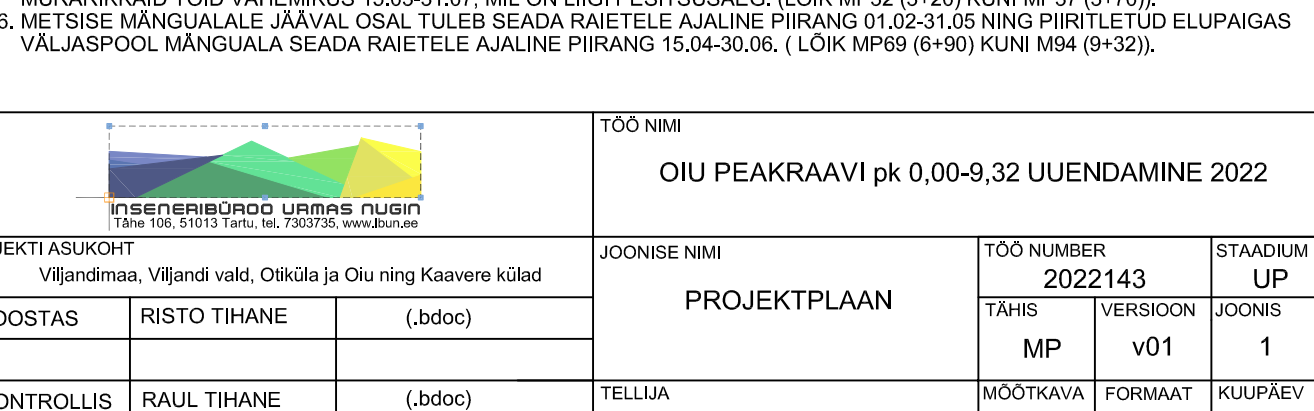 6. METSISE MÄNGUALALE JÄÄVAL OSAL TULEB SEADA RAIETELE AJALINE PIIRANG 01.02-31.05 NING PIIRITLETUD ELUPAIGAS
VÄLJASPOOL MÄNGUALA SEADA RAIETELE AJALINE PIIRANG 15.04-30.06. ( LÕIK MP69 (6+90) KUNI M94 (9+32)).
INSENERIBÜROO URMAS NUGIN
Tähe 106, 51013 Tartu, tel. 7303735, www.ibun.ee
TÖÖ NIMI
OIU PEAKRAAVI pk 0,00-9,32 UUENDAMINE 2022
JEKTI ASUKOHT
Viljandimaa, Viljandi vald, Otiküla ja Oiu ning Kaavere külad
JOONISE NIMI
PROJEKTPLAAN
TÖÖ NUMBER
2022143
STAADIUM
UP
OOSTAS RISTO TIHANE (.bdoc)
TÄHIS
MP
VERSIOON
v01
JOONIS
1
ONTROLLIS RAUL TIHANE (.bdoc)
TELLIJA
MÕÕTKAVA
FORMAAT
KUUPÄEV